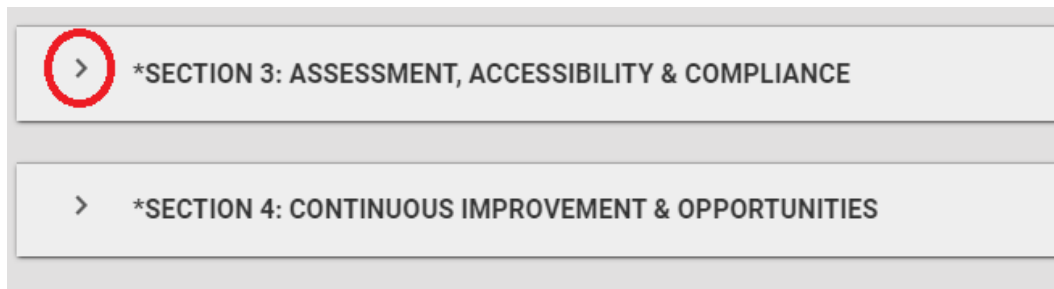 *SECTION 3: ASSESSMENT, ACCESSIBILITY & COMPLIANCE
*SECTION 4: CONTINUOUS IMPROVEMENT & OPPORTUNITIES